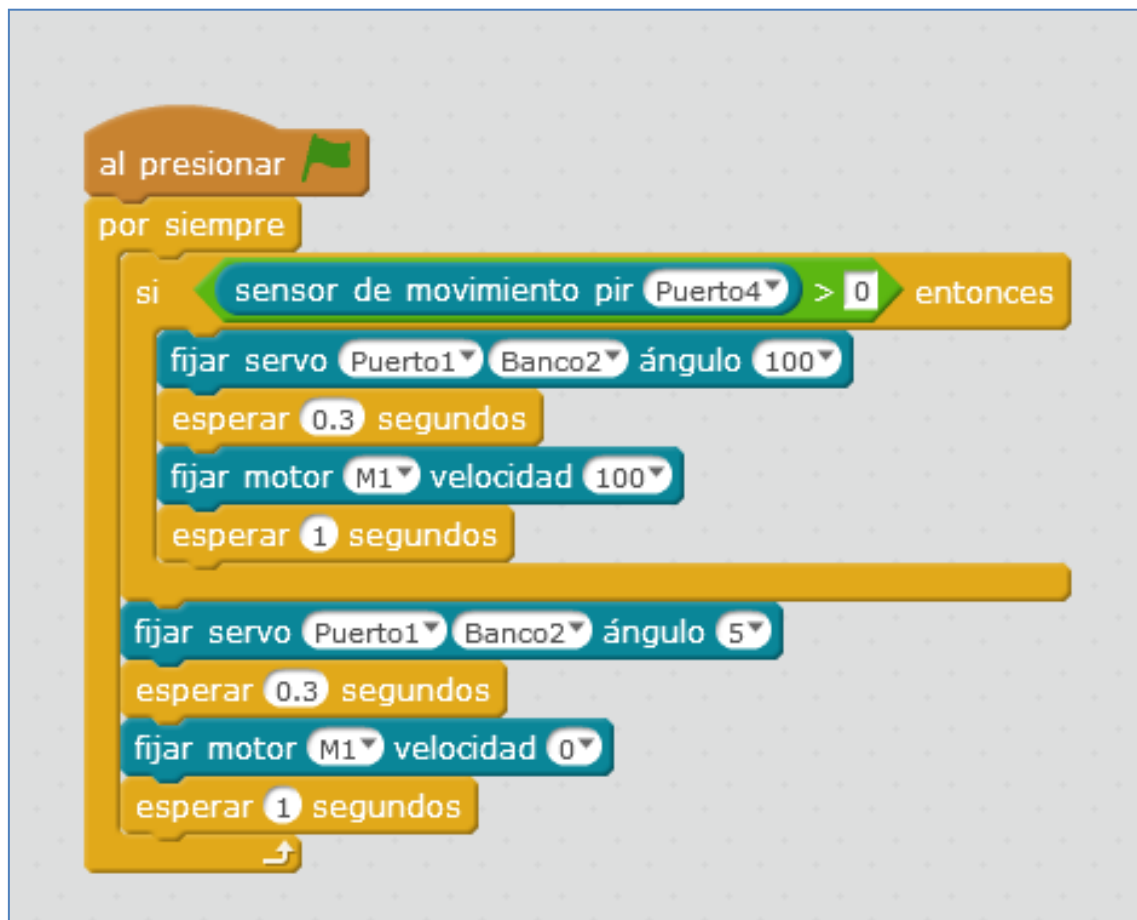 al presionar
por siempre
si sensor de movimiento pir Puerto4 > 0 entonces
fijar servo Puerto1 Banco2 ángulo 100
esperar 0.3 segundos
fijar motor M1 velocidad 100
esperar 1 segundos
fijar servo Puerto1 Banco2 ángulo 5
esperar 0.3 segundos
fijar motor M1 velocidad 0
esperar 1 segundos